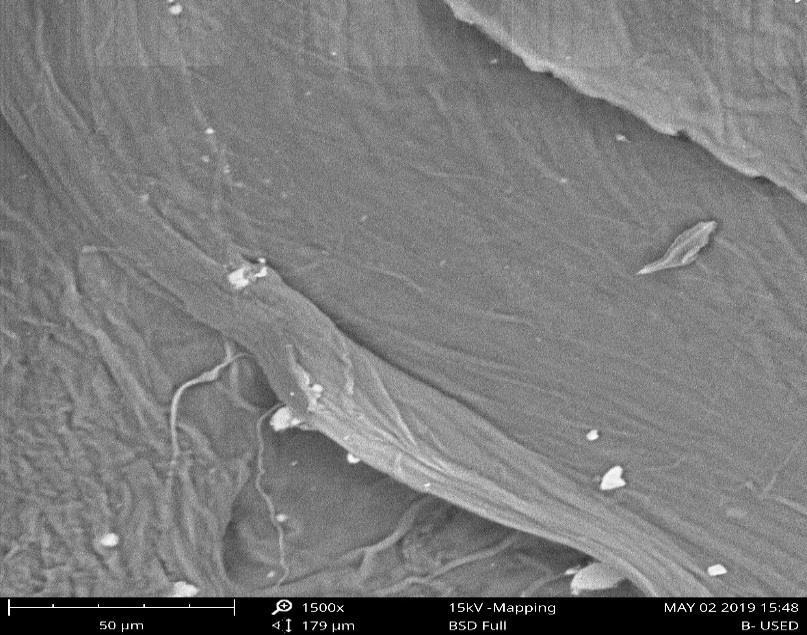 1500x 15kV -Mapping MAY 02 2019 15:48
50 µm 179 µm BSD Full B- USED